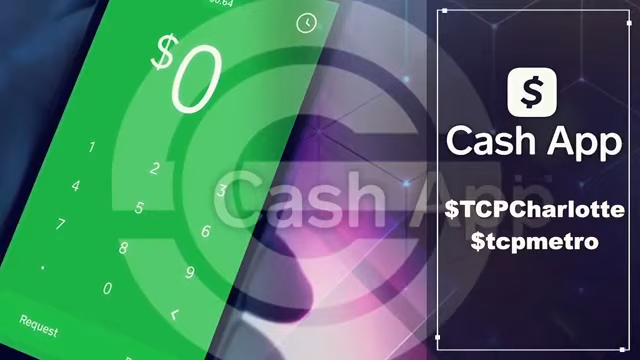 $0
1
2
3
4
5
6
7
8
9
.
0
<
Request
Cash App
$
Cash App
$TCPCharlotte
$tcpmetro